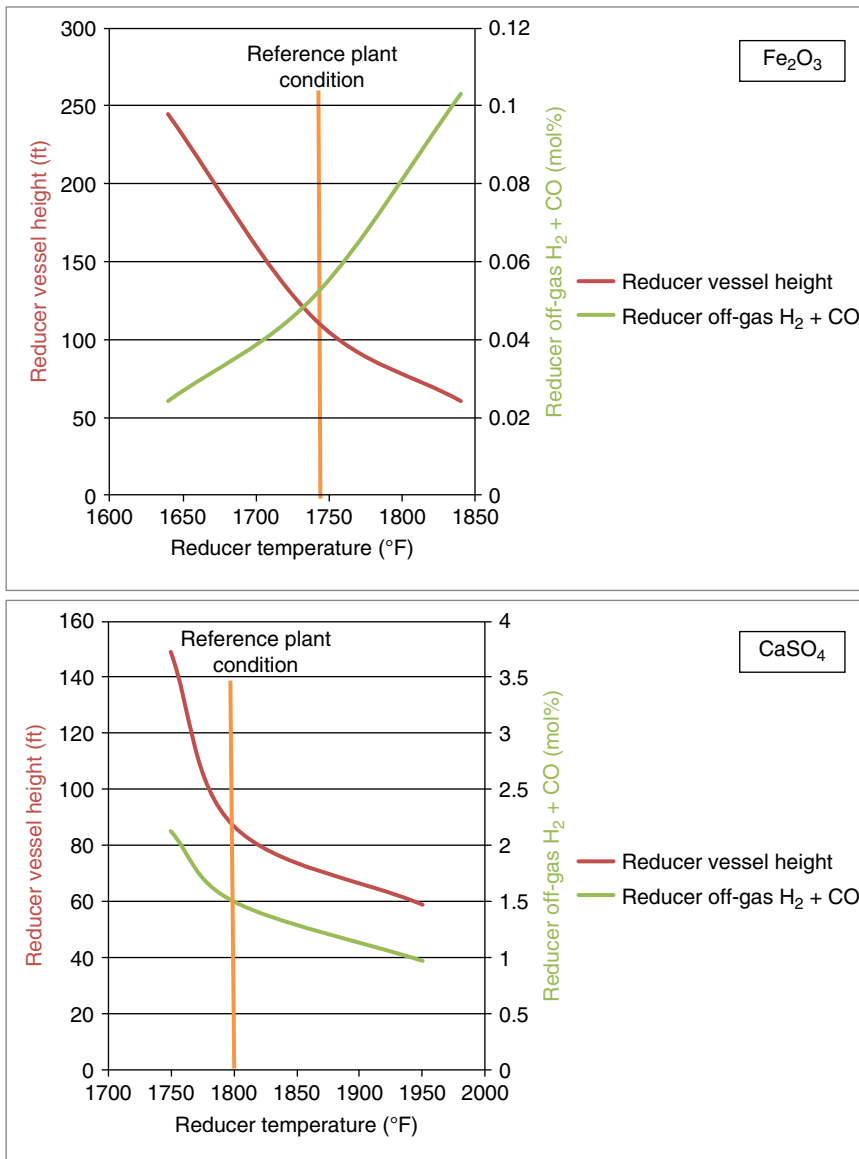 300
250
200
150
100
50
0
Reducer vessel height (ft)
Reference plant
condition
0.12
0.1
0.08
0.06
0.04
0.02
0
Reducer off-gas H₂ + CO (mol%)
Fe₂O₃
Reducer vessel height
Reducer off-gas H₂ + CO
1600 1650 1700 1750 1800 1850
Reducer temperature (°F)
160
140
120
100
80
60
40
20
0
Reducer vessel height (ft)
Reference plant
condition
4
3.5
3
2.5
2
1.5
1
0.5
0
Reducer off-gas H₂ + CO (mol%)
CaSO₄
Reducer vessel height
Reducer off-gas H₂ + CO
1700 1750 1800 1850 1900 1950 2000
Reducer temperature (°F)